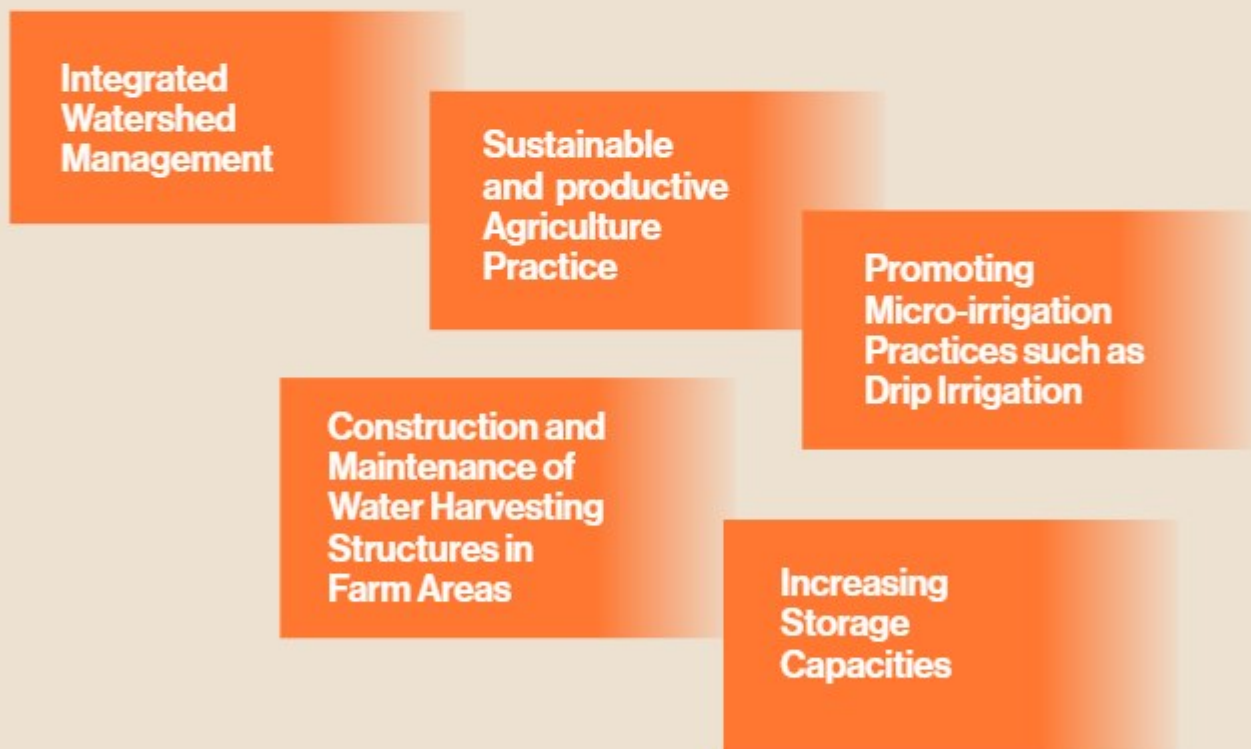 Integrated
Watershed
Management
Sustainable
and productive
Agriculture
Practice
Promoting
Micro-irrigation
Practices such as
Drip Irrigation
Construction and
Maintenance of
Water Harvesting
Structures in
Farm Areas
Increasing
Storage
Capacities